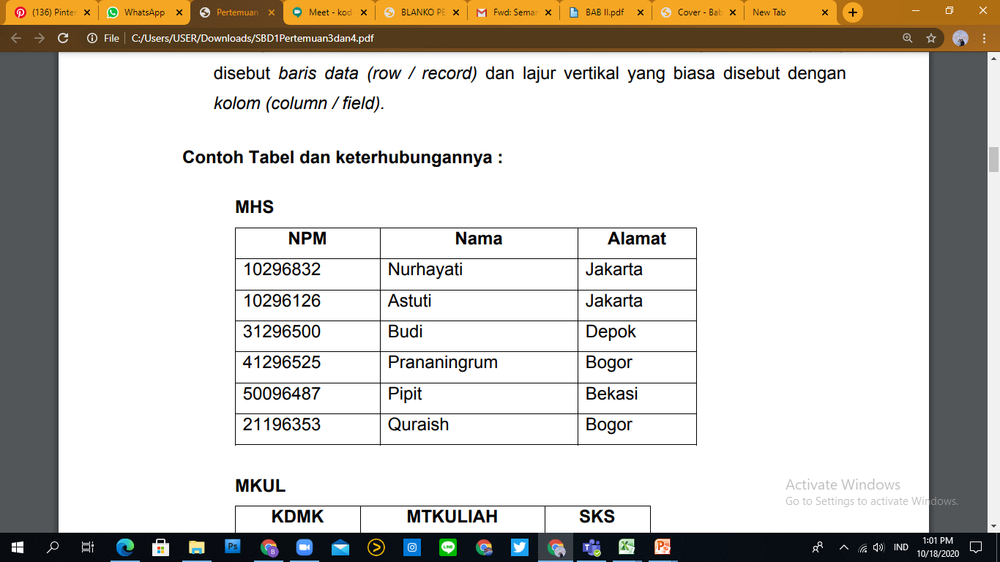 (136) Pinter
WhatsApp
Pertemuan
Meet - kod
BLANKO PE
Fwd: Semar
BAB II.pdf
Cover - Bab
New Tab
File | C:/Users/USER/Downloads/SBD1Pertemuan3dan4.pdf
disebut baris data (row / record) dan lajur vertikal yang biasa disebut dengan
kolom (column / field).
Contoh Tabel dan keterhubungannya :
MHS
NPM Nama Alamat
10296832 Nurhayati Jakarta
10296126 Astuti Jakarta
31296500 Budi Depok
41296525 Prananingrum Bogor
50096487 Pipit Bekasi
21196353 Quraish Bogor
MKUL
KDMK MTKULIAH SKS
Activate Windows
Go to Settings to activate Windows.
Ps
B
LINE
IND
1:01 PM
10/18/2020